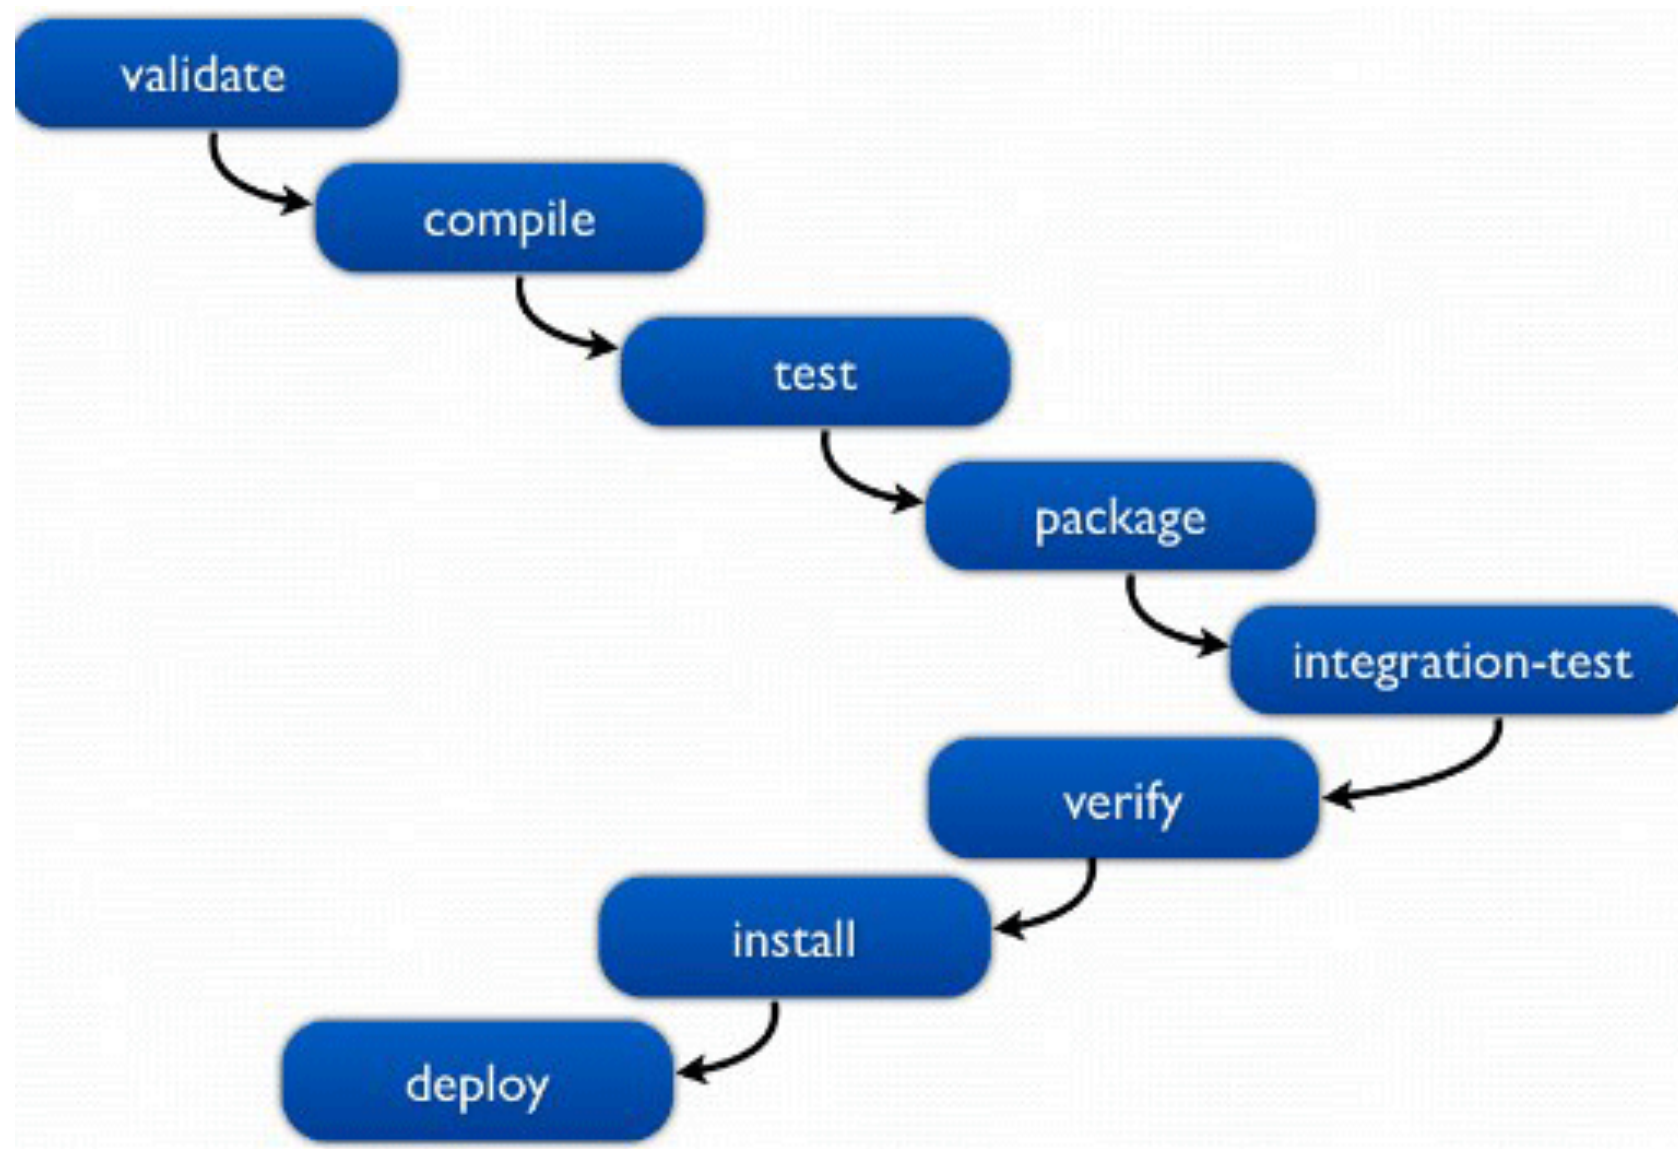 validate
compile
test
package
integration-test
verify
install
deploy